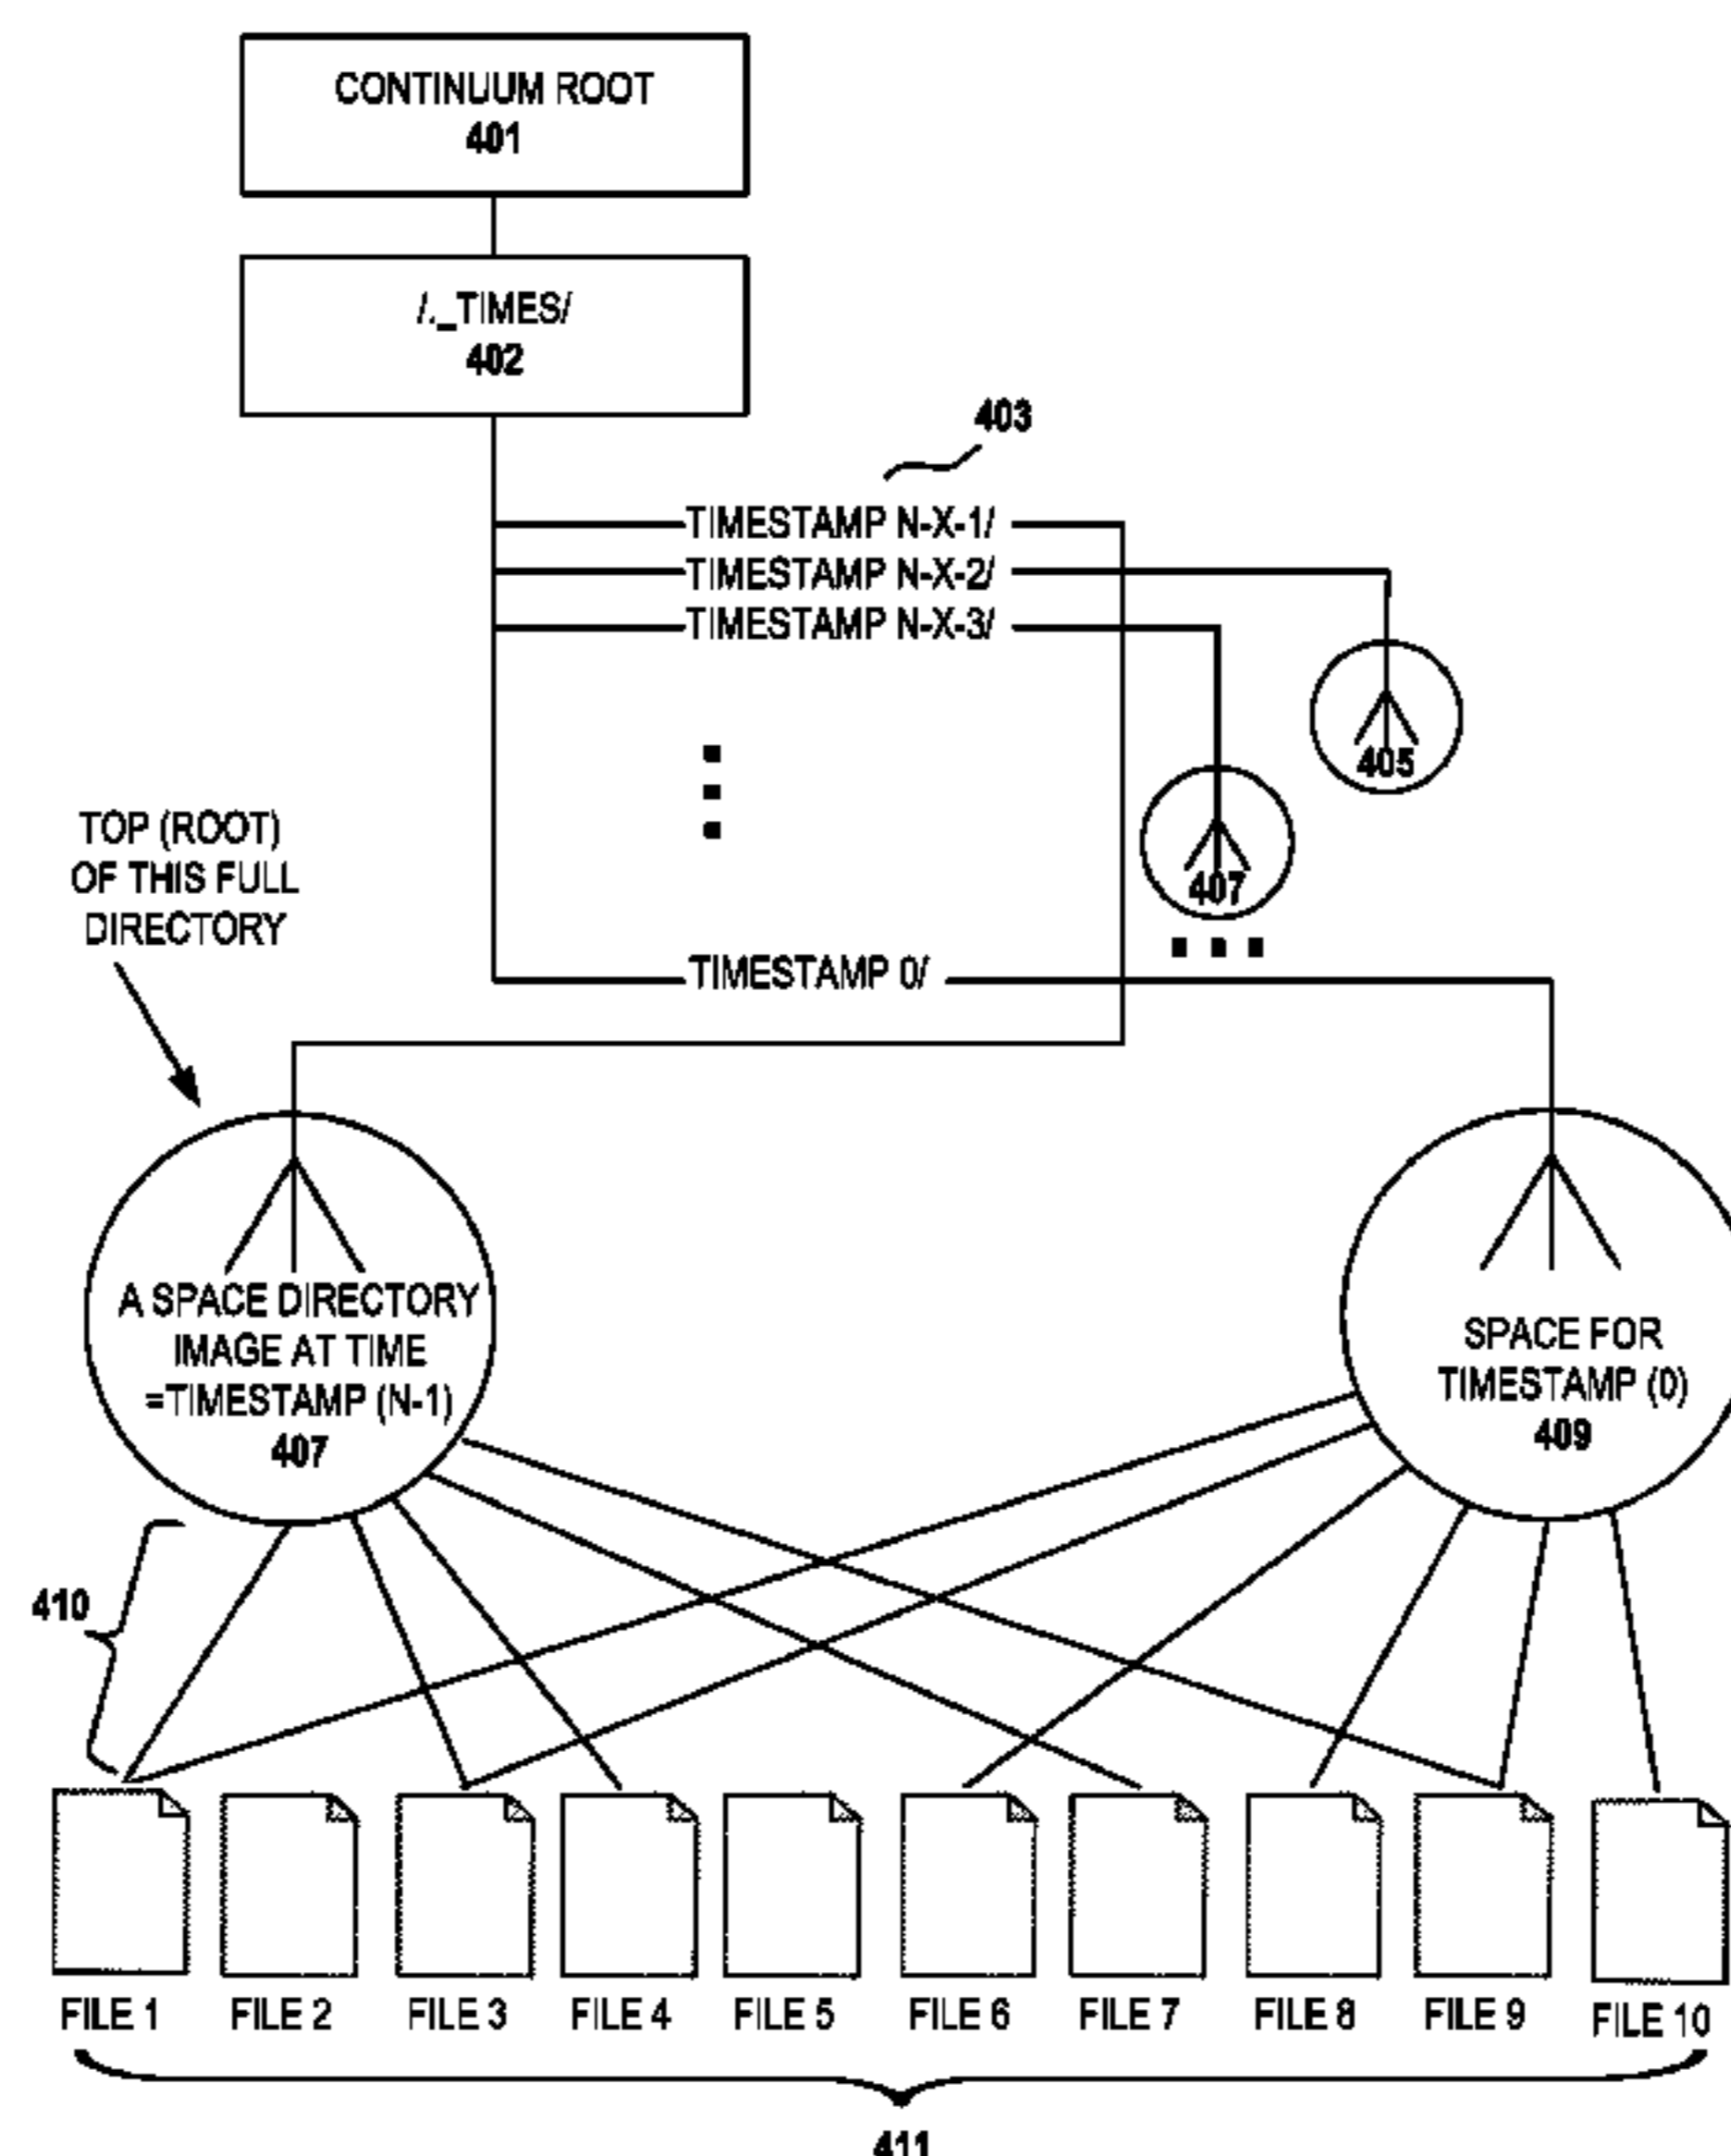 CONTINUUM ROOT
401
/._TIMES/
402
403
TIMESTAMP N-X-1/
TIMESTAMP N-X-2/
TIMESTAMP N-X-3/
405
407
TOP (ROOT)
OF THIS FULL
DIRECTORY
TIMESTAMP 0/
A SPACE DIRECTORY
IMAGE AT TIME
=TIMESTAMP (N-1)
407
SPACE FOR
TIMESTAMP (0)
409
410
FILE 1
FILE 2
FILE 3
FILE 4
FILE 5
FILE 6
FILE 7
FILE 8
FILE 9
FILE 10
411